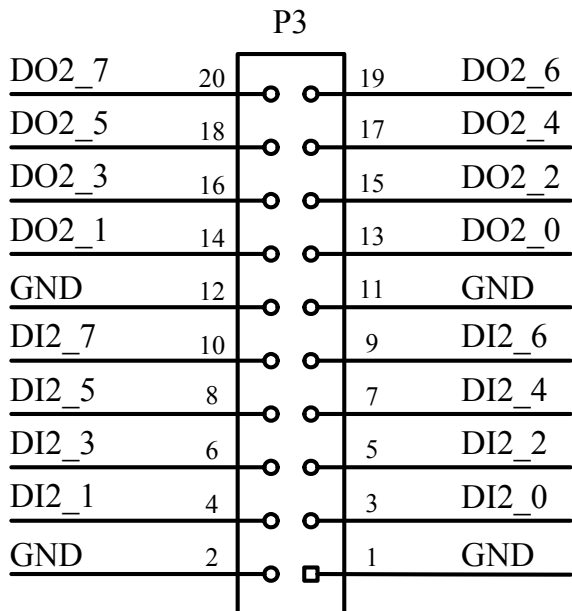 P3
DO2_7 20 19 DO2_6
DO2_5 18 17 DO2_4
DO2_3 16 15 DO2_2
DO2_1 14 13 DO2_0
GND 12 11 GND
DI2_7 10 9 DI2_6
DI2_5 8 7 DI2_4
DI2_3 6 5 DI2_2
DI2_1 4 3 DI2_0
GND 2 1 GND